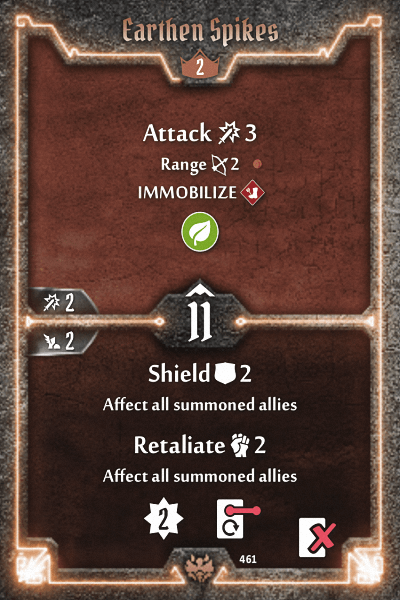 Earthen Spikes
2
Attack 3
Range 2
IMMOBILIZE
2
11
2
Shield 2
Affect all summoned allies
Retaliate 2
Affect all summoned allies
2
461